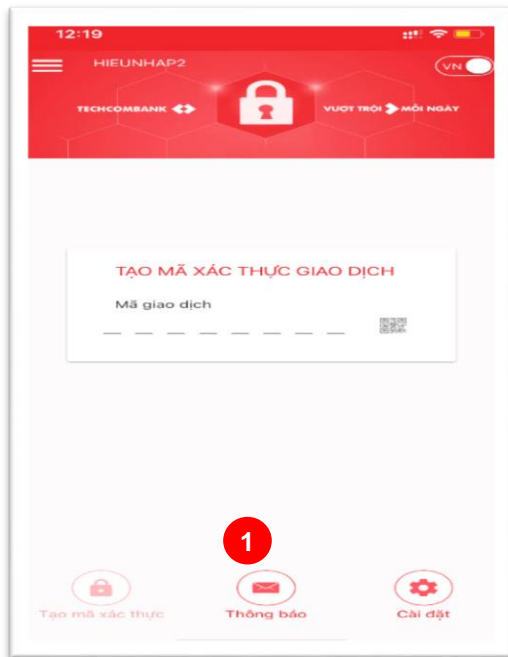 12:19
HIEUNHAP2
VN
TECHCOMBANK
VƯỢT TRỘI MỖI NGÀY
TẠO MÃ XÁC THỰC GIAO DỊCH
Mã giao dịch
1
Tạo mã xác thực
Thông báo
Cài đặt